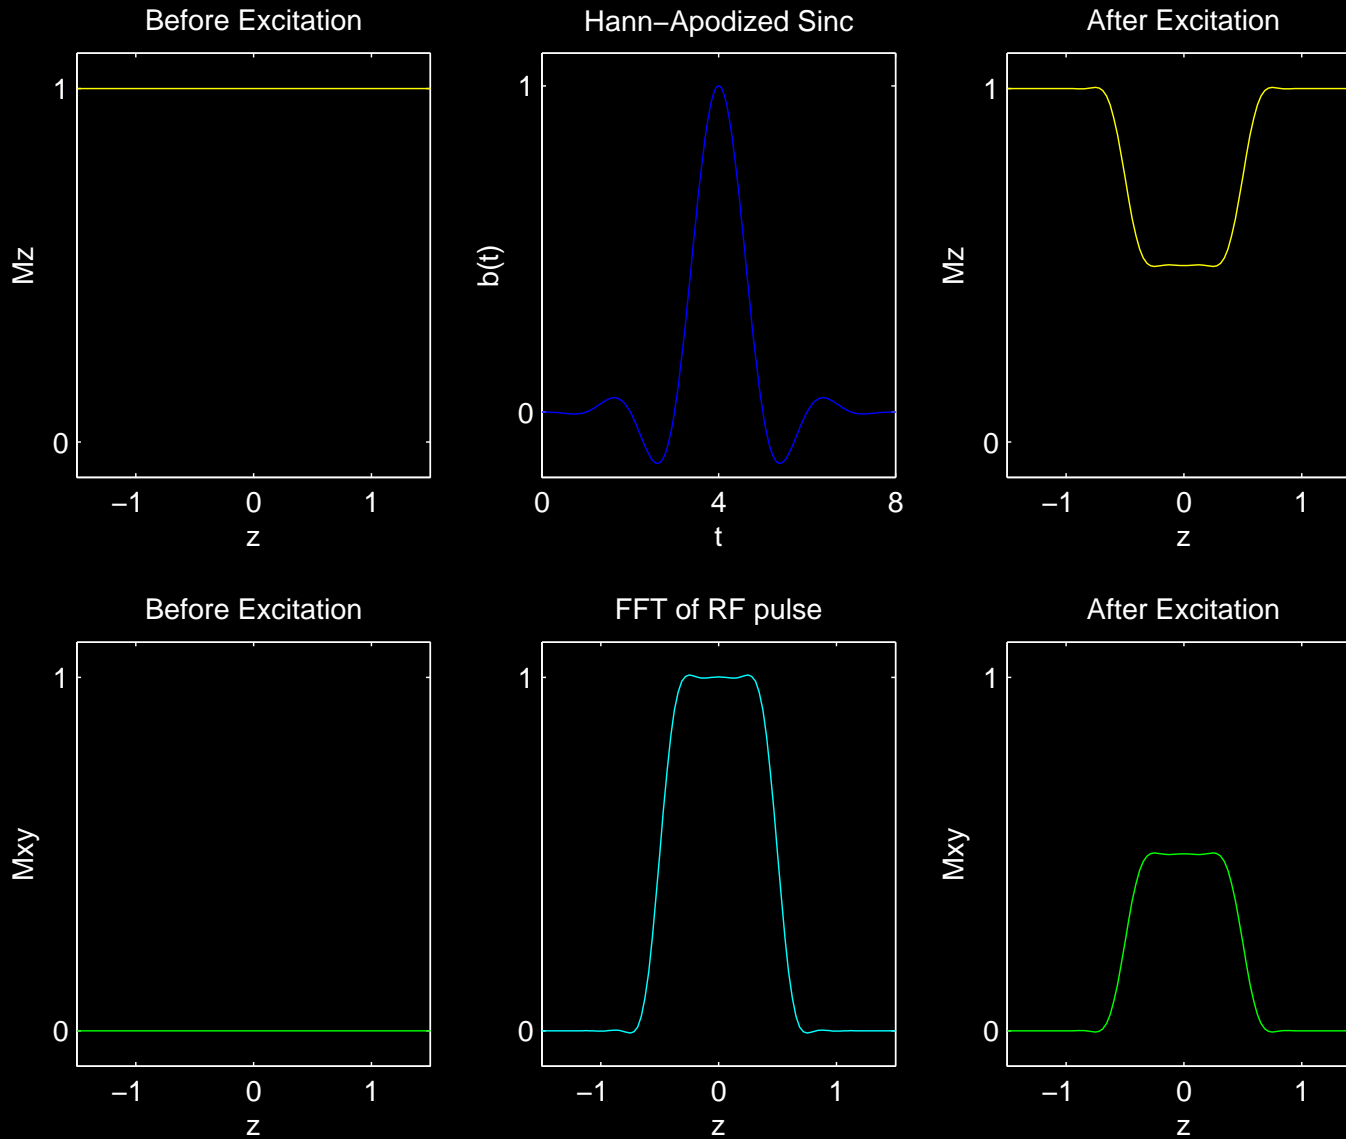 Before Excitation
Mz
1
0
−1 0 1
z
Hann−Apodized Sinc
b(t)
1
0
0 4 8
t
After Excitation
Mz
1
0
−1 0 1
z
Before Excitation
Mxy
1
0
−1 0 1
z
FFT of RF pulse
1
0
−1 0 1
z
After Excitation
Mxy
1
0
−1 0 1
z